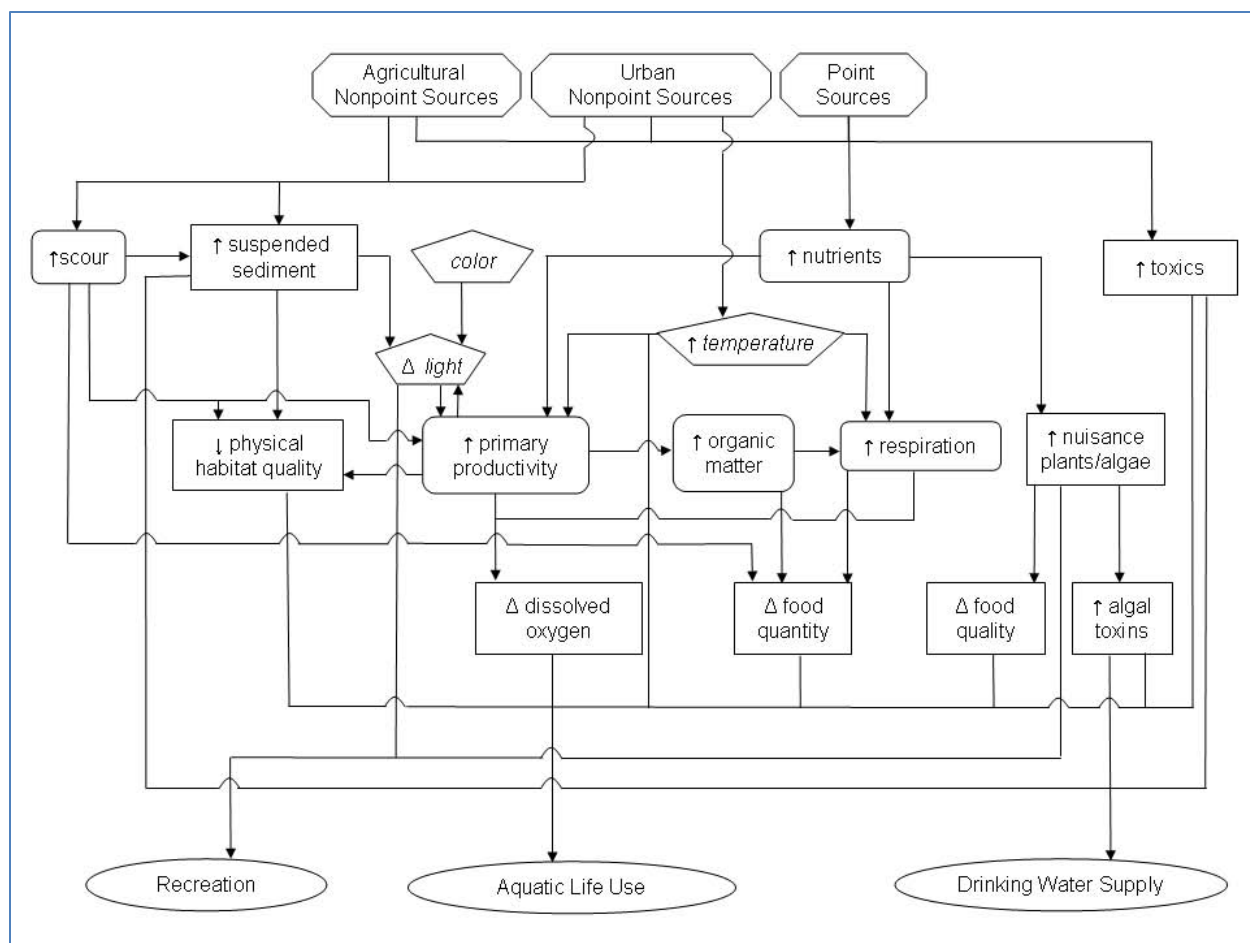 Agricultural
Nonpoint Sources
Urban
Nonpoint Sources
Point
Sources
↑scour
↑ suspended
sediment
color
↑ nutrients
↑ toxics
Δ light
↑ temperature
↓ physical
habitat quality
↑ primary
productivity
↑ organic
matter
↑ respiration
↑ nuisance
plants/algae
Δ dissolved
oxygen
Δ food
quantity
Δ food
quality
↑ algal
toxins
Recreation
Aquatic Life Use
Drinking Water Supply